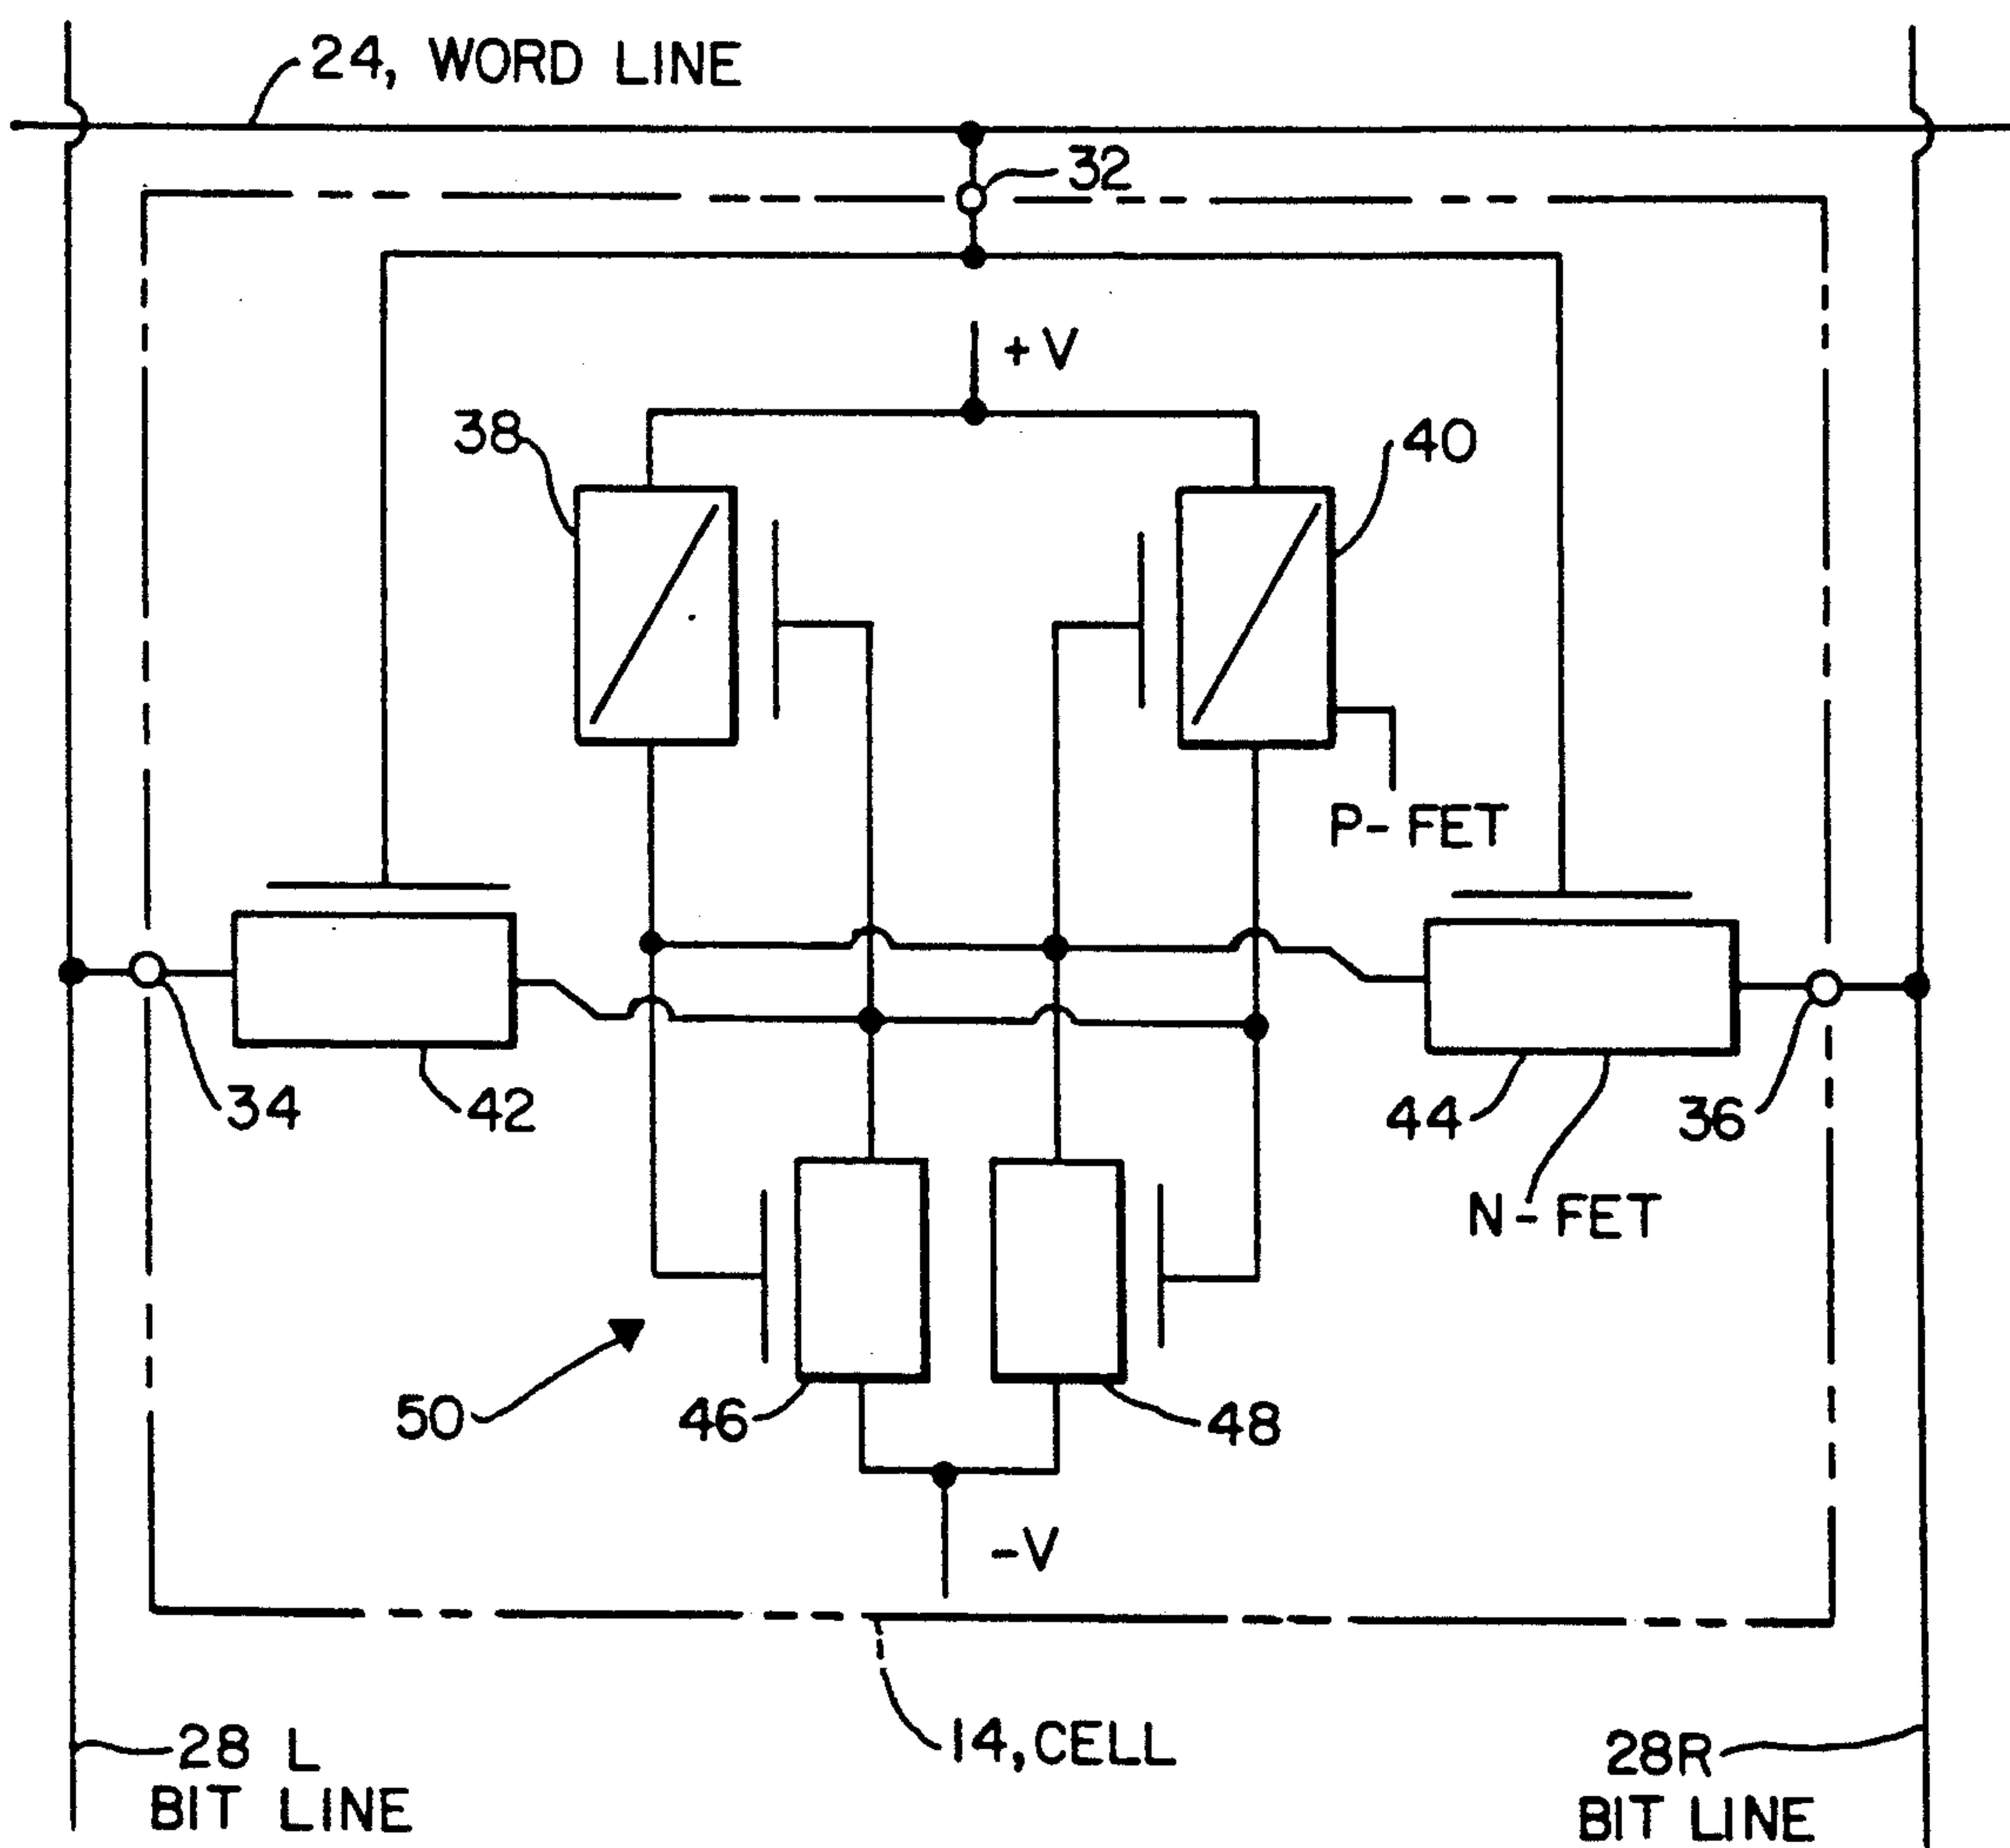 24, WORD LINE
32
+V
38
40
P-FET
34
42
44
36
N-FET
50
46
48
-V
14, CELL
28 L
BIT LINE
28R
BIT LINE